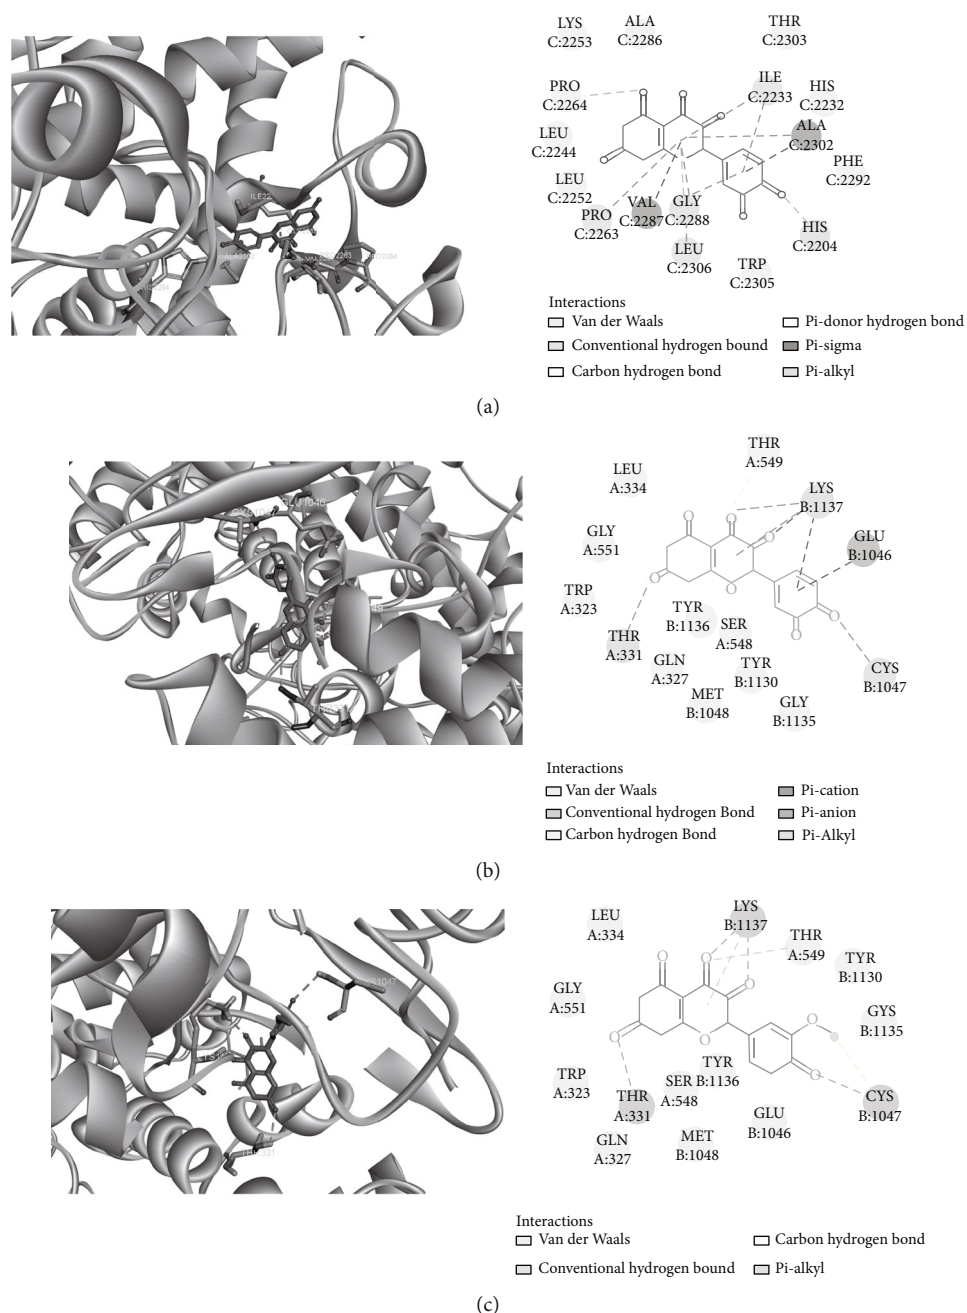 LYS
C:2253
ALA
C:2286
THR
C:2303
PRO
C:2264
ILE
C:2233
HIS
C:2232
LEU
C:2244
ALA
C:2302
PHE
C:2292
LEU
C:2252
PRO
C:2263
VAL
C:2287
GLY
C:2288
HIS
C:2204
LEU
C:2306
TRP
C:2305
Interactions
Van der Waals
Pi-donor hydrogen bond
Conventional hydrogen bound
Pi-sigma
Carbon hydrogen bond
Pi-alkyl
(a)
GLU1046
THR
A:549
LEU
A:334
LYS
B:1137
GLY
A:551
GLU
B:1046
TRP
A:323
TYR
B:1136
SER
A:548
THR
A:331
GLN
A:327
TYR
B:1130
CYS
B:1047
MET
B:1048
GLY
B:1135
O
O
O
O
O
O
O
Interactions
Van der Waals
Pi-cation
Conventional hydrogen Bond
Pi-anion
Carbon hydrogen Bond
Pi-Alkyl
(b)
LEU
A:334
LYS
B:1137
THR
A:549
TYR
B:1130
GLY
A:551
GYS
B:1135
TRP
A:323
TYR
B:1136
SER
A:548
THR
A:331
GLU
B:1046
CYS
B:1047
GLN
A:327
MET
B:1048
O
O
O
O
O
O
O
Interactions
Van der Waals
Carbon hydrogen bond
Conventional hydrogen bound
Pi-alkyl
(c)